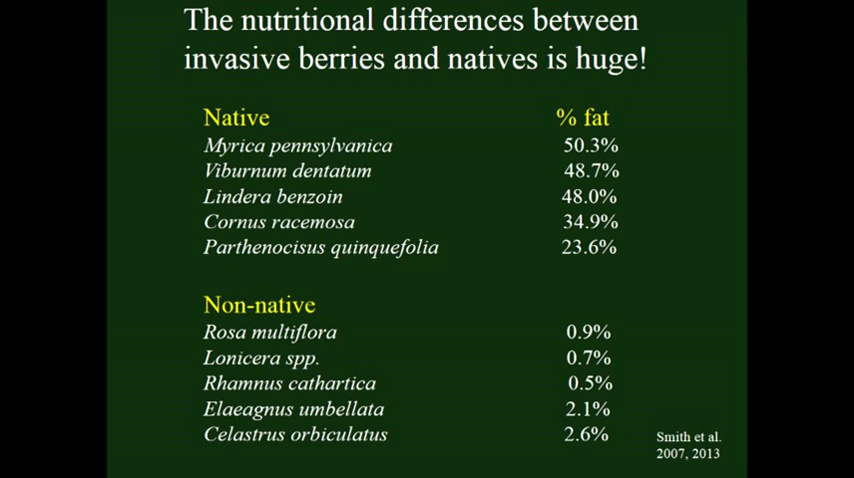 The nutritional differences between
invasive berries and natives is huge!
Native % fat
Myrica pennsylvanica 50.3%
Viburnum dentatum 48.7%
Lindera benzoin 48.0%
Cornus racemosa 34.9%
Parthenocisus quinquefolia 23.6%
Non-native
Rosa multiflora 0.9%
Lonicera spp. 0.7%
Rhamnus cathartica 0.5%
Elaeagnus umbellata 2.1%
Celastrus orbiculatus 2.6%
Smith et al.
2007, 2013